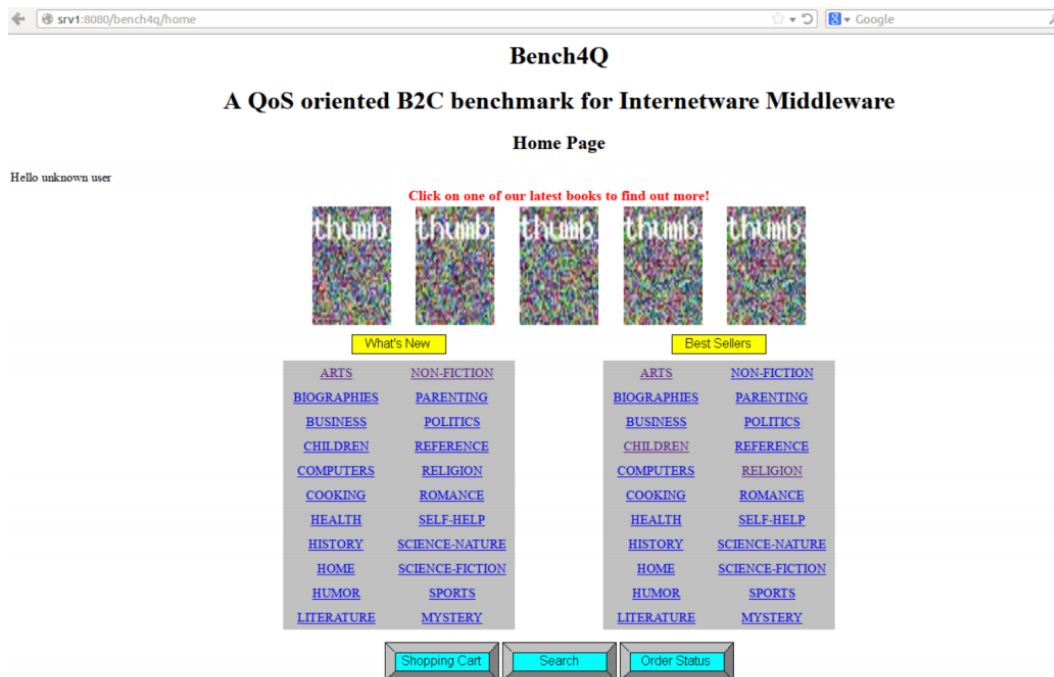 srv1:8080/bench4q/home
Google
Bench4Q
A QoS oriented B2C benchmark for Internetware Middleware
Home Page
Hello unknown user
Click on one of our latest books to find out more!
thumb thumb thumb thumb thumb
What's New Best Sellers
ARTS NON-FICTION ARTS NON-FICTION
BIOGRAPHIES PARENTING BIOGRAPHIES PARENTING
BUSINESS POLITICS BUSINESS POLITICS
CHILDREN REFERENCE CHILDREN REFERENCE
COMPUTERS RELIGION COMPUTERS RELIGION
COOKING ROMANCE COOKING ROMANCE
HEALTH SELF-HELP HEALTH SELF-HELP
HISTORY SCIENCE-NATURE HISTORY SCIENCE-NATURE
HOME SCIENCE-FICTION HOME SCIENCE-FICTION
HUMOR SPORTS HUMOR SPORTS
LITERATURE MYSTERY LITERATURE MYSTERY
Shopping Cart Search Order Status